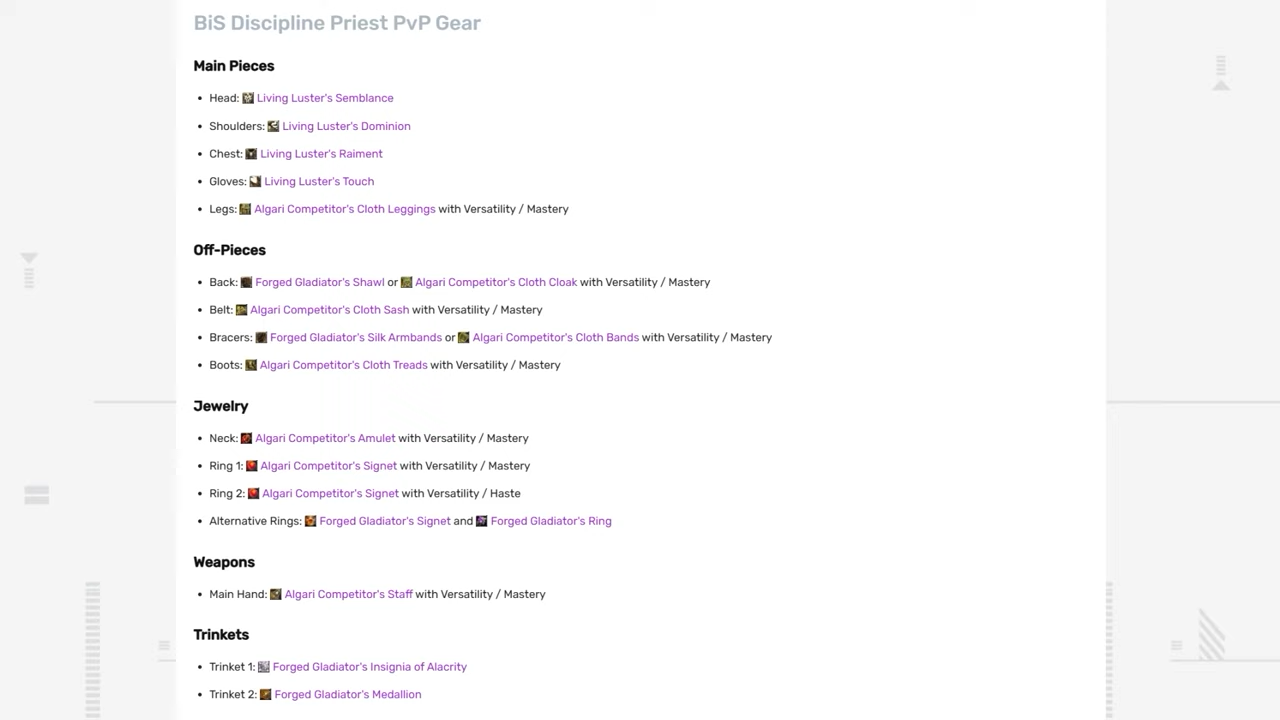 BiS Discipline Priest PvP Gear
Main Pieces
Head: Living Luster's Semblance
Shoulders: Living Luster's Dominion
Chest: Living Luster's Raiment
Gloves: Living Luster's Touch
Legs: Algari Competitor's Cloth Leggings with Versatility / Mastery
Off-Pieces
Back: Forged Gladiator's Shawl or Algari Competitor's Cloth Cloak with Versatility / Mastery
Belt: Algari Competitor's Cloth Sash with Versatility / Mastery
Bracers: Forged Gladiator's Silk Armbands or Algari Competitor's Cloth Bands with Versatility / Mastery
Boots: Algari Competitor's Cloth Treads with Versatility / Mastery
Jewelry
Neck: Algari Competitor's Amulet with Versatility / Mastery
Ring 1: Algari Competitor's Signet with Versatility / Mastery
Ring 2: Algari Competitor's Signet with Versatility / Haste
Alternative Rings: Forged Gladiator's Signet and Forged Gladiator's Ring
Weapons
Main Hand: Algari Competitor's Staff with Versatility / Mastery
Trinkets
Trinket 1: Forged Gladiator's Insignia of Alacrity
Trinket 2: Forged Gladiator's Medallion